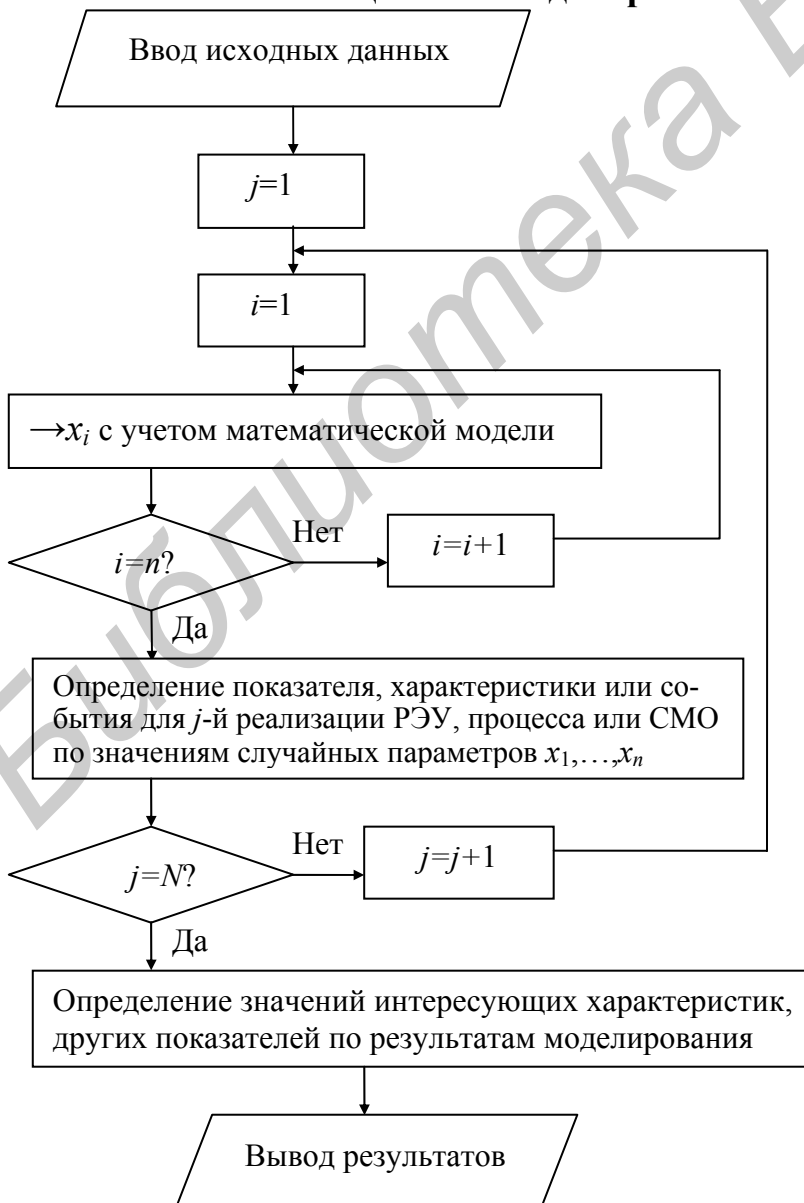 Ввод исходных данных
j=1
i=1
→xᵢ с учетом математической модели
Нет
i=n?
i=i+1
Да
Определение показателя, характеристики или со-
бытия для j-й реализации РЭУ, процесса или СМО
по значениям случайных параметров x₁,…,xₙ
Нет
j=N?
j=j+1
Да
Определение значений интересующих характеристик,
других показателей по результатам моделирования
Вывод результатов
Библиотека